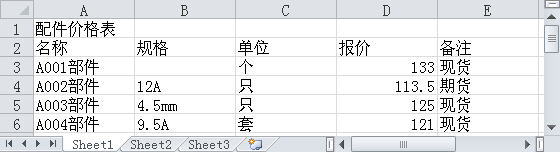 A B C D E
1 配件价格表
2 名称 规格 单位 报价 备注
3 A001部件 个 133 现货
4 A002部件 12A 只 113.5 期货
5 A003部件 4.5mm 只 125 现货
6 A004部件 9.5A 套 121 现货
Sheet1 Sheet2 Sheet3